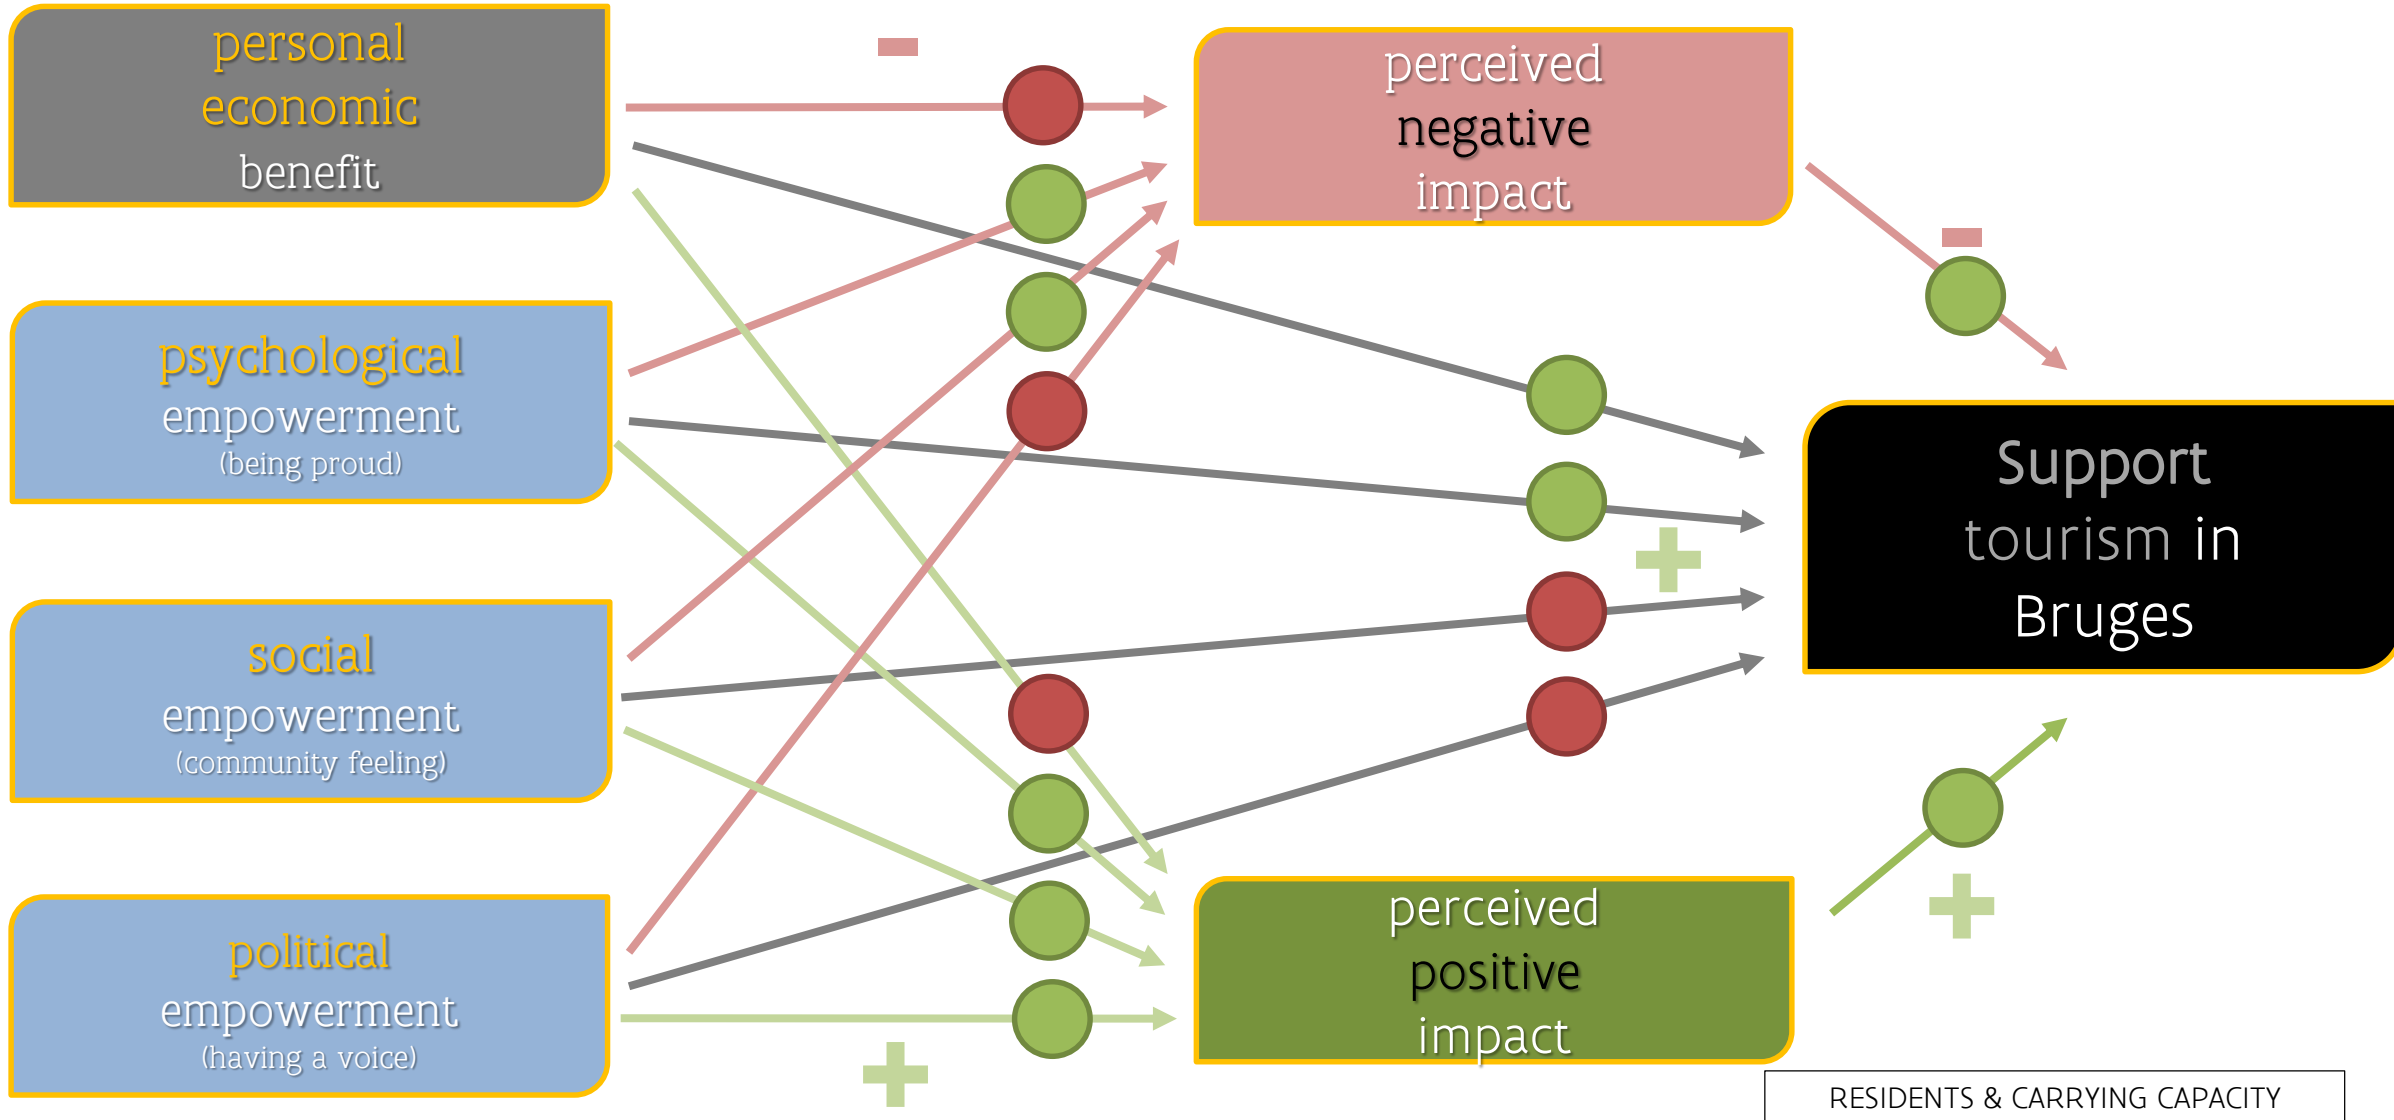 personal
economic
benefit
psychological
empowerment
(being proud)
social
empowerment
(community feeling)
political
empowerment
(having a voice)
perceived
negative
impact
perceived
positive
impact
Support
tourism in
Bruges
RESIDENTS & CARRYING CAPACITY